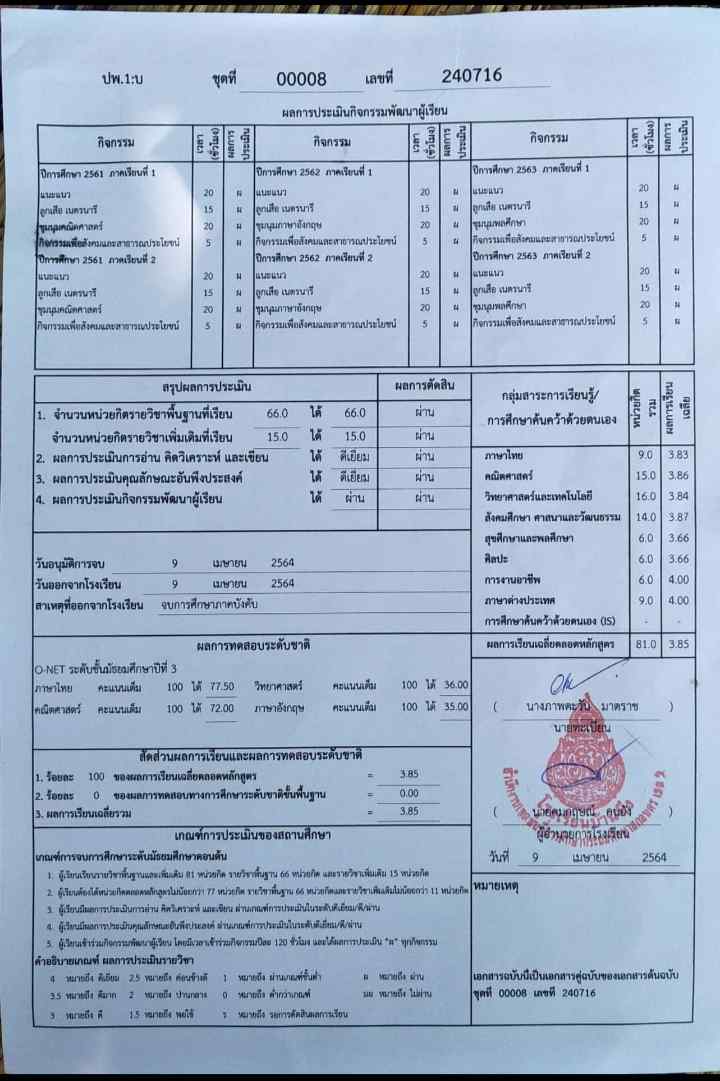 ปพ.1:บ ชุดที่ 00008 เลขที่ 240716
ผลการประเมินกิจกรรมพัฒนาผู้เรียน
กิจกรรม เวลา (ชั่วโมง) ผลการประเมิน กิจกรรม เวลา (ชั่วโมง) ผลการประเมิน กิจกรรม เวลา (ชั่วโมง) ผลการประเมิน
ปีการศึกษา 2561 ภาคเรียนที่ 1 ปีการศึกษา 2562 ภาคเรียนที่ 1 ปีการศึกษา 2563 ภาคเรียนที่ 1
แนะแนว 20 ผ แนะแนว 20 ผ แนะแนว 20 ผ
ลูกเสือ เนตรนารี 15 ผ ลูกเสือ เนตรนารี 15 ผ ลูกเสือ เนตรนารี 15 ผ
ชุมนุมคณิตศาสตร์ 20 ผ ชุมนุมภาษาอังกฤษ 20 ผ ชุมนุมพลศึกษา 20 ผ
กิจกรรมเพื่อสังคมและสาธารณประโยชน์ 5 ผ กิจกรรมเพื่อสังคมและสาธารณประโยชน์ 5 ผ กิจกรรมเพื่อสังคมและสาธารณประโยชน์ 5 ผ
ปีการศึกษา 2561 ภาคเรียนที่ 2 ปีการศึกษา 2562 ภาคเรียนที่ 2 ปีการศึกษา 2563 ภาคเรียนที่ 2
แนะแนว 20 ผ แนะแนว 20 ผ แนะแนว 20 ผ
ลูกเสือ เนตรนารี 15 ผ ลูกเสือ เนตรนารี 15 ผ ลูกเสือ เนตรนารี 15 ผ
ชุมนุมคณิตศาสตร์ 20 ผ ชุมนุมภาษาอังกฤษ 20 ผ ชุมนุมพลศึกษา 20 ผ
กิจกรรมเพื่อสังคมและสาธารณประโยชน์ 5 ผ กิจกรรมเพื่อสังคมและสาธารณประโยชน์ 5 ผ กิจกรรมเพื่อสังคมและสาธารณประโยชน์ 5 ผ
สรุปผลการประเมิน ผลการตัดสิน
1. จำนวนหน่วยกิตรายวิชาพื้นฐานที่เรียน 66.0 ได้ 66.0 ผ่าน
จำนวนหน่วยกิตรายวิชาเพิ่มเติมที่เรียน 15.0 ได้ 15.0 ผ่าน
2. ผลการประเมินการอ่าน คิดวิเคราะห์ และเขียน ได้ ดีเยี่ยม ผ่าน
3. ผลการประเมินคุณลักษณะอันพึงประสงค์ ได้ ดีเยี่ยม ผ่าน
4. ผลการประเมินกิจกรรมพัฒนาผู้เรียน ได้ ผ่าน ผ่าน
วันอนุมัติการจบ 9 เมษายน 2564
วันออกจากโรงเรียน 9 เมษายน 2564
สาเหตุที่ออกจากโรงเรียน จบการศึกษาภาคบังคับ
กลุ่มสาระการเรียนรู้/
การศึกษาค้นคว้าด้วยตนเอง หน่วยกิตรวม ผลการเรียนเฉลี่ย
ภาษาไทย 9.0 3.83
คณิตศาสตร์ 15.0 3.86
วิทยาศาสตร์และเทคโนโลยี 16.0 3.84
สังคมศึกษา ศาสนาและวัฒนธรรม 14.0 3.87
สุขศึกษาและพลศึกษา 6.0 3.66
ศิลปะ 6.0 3.66
การงานอาชีพ 6.0 4.00
ภาษาต่างประเทศ 9.0 4.00
การศึกษาค้นคว้าด้วยตนเอง (IS) - -
ผลการเรียนเฉลี่ยตลอดหลักสูตร 81.0 3.85
ผลการทดสอบระดับชาติ
O-NET ระดับชั้นมัธยมศึกษาปีที่ 3
ภาษาไทย คะแนนเต็ม 100 ได้ 77.50 วิทยาศาสตร์ คะแนนเต็ม 100 ได้ 36.00
คณิตศาสตร์ คะแนนเต็ม 100 ได้ 72.00 ภาษาอังกฤษ คะแนนเต็ม 100 ได้ 35.00
สัดส่วนผลการเรียนและผลการทดสอบระดับชาติ
1. ร้อยละ 100 ของผลการเรียนเฉลี่ยตลอดหลักสูตร = 3.85
2. ร้อยละ 0 ของผลการทดสอบทางการศึกษาระดับชาติขั้นพื้นฐาน = 0.00
3. ผลการเรียนเฉลี่ยรวม = 3.85
( นางภาพตะวัน มาตราช )
นายทะเบียน
( นายคมกฤษณ์ )
ผู้อำนวยการโรงเรียน
วันที่ 9 เมษายน 2564
เกณฑ์การประเมินของสถานศึกษา
เกณฑ์การจบการศึกษาระดับมัธยมศึกษาตอนต้น
1. ผู้เรียนเรียนรายวิชาพื้นฐานและเพิ่มเติม 81 หน่วยกิต รายวิชาพื้นฐาน 66 หน่วยกิต และรายวิชาเพิ่มเติม 15 หน่วยกิต
2. ผู้เรียนต้องได้หน่วยกิตตลอดหลักสูตรไม่น้อยกว่า 77 หน่วยกิต รายวิชาพื้นฐาน 66 หน่วยกิตและรายวิชาเพิ่มเติมไม่น้อยกว่า 11 หน่วยกิต
3. ผู้เรียนมีผลการประเมินการอ่าน คิดวิเคราะห์ และเขียน ผ่านเกณฑ์การประเมินในระดับดีเยี่ยม/ดี/ผ่าน
4. ผู้เรียนมีผลการประเมินคุณลักษณะอันพึงประสงค์ ผ่านเกณฑ์การประเมินในระดับดีเยี่ยม/ดี/ผ่าน
5. ผู้เรียนเข้าร่วมกิจกรรมพัฒนาผู้เรียน โดยมีเวลาเข้าร่วมกิจกรรมปีละ 120 ชั่วโมง และได้ผลการประเมิน "ผ" ทุกกิจกรรม
คำอธิบายเกณฑ์ ผลการประเมินรายวิชา
4 หมายถึง ดีเยี่ยม 2.5 หมายถึง ค่อนข้างดี 1 หมายถึง ผ่านเกณฑ์ขั้นต่ำ ผ หมายถึง ผ่าน
3.5 หมายถึง ดีมาก 2 หมายถึง ปานกลาง 0 หมายถึง ต่ำกว่าเกณฑ์ มผ หมายถึง ไม่ผ่าน
3 หมายถึง ดี 1.5 หมายถึง พอใช้ ร หมายถึง รอการตัดสินผลการเรียน
หมายเหตุ
เอกสารฉบับนี้เป็นเอกสารคู่ฉบับของเอกสารต้นฉบับ
ชุดที่ 00008 เลขที่ 240716